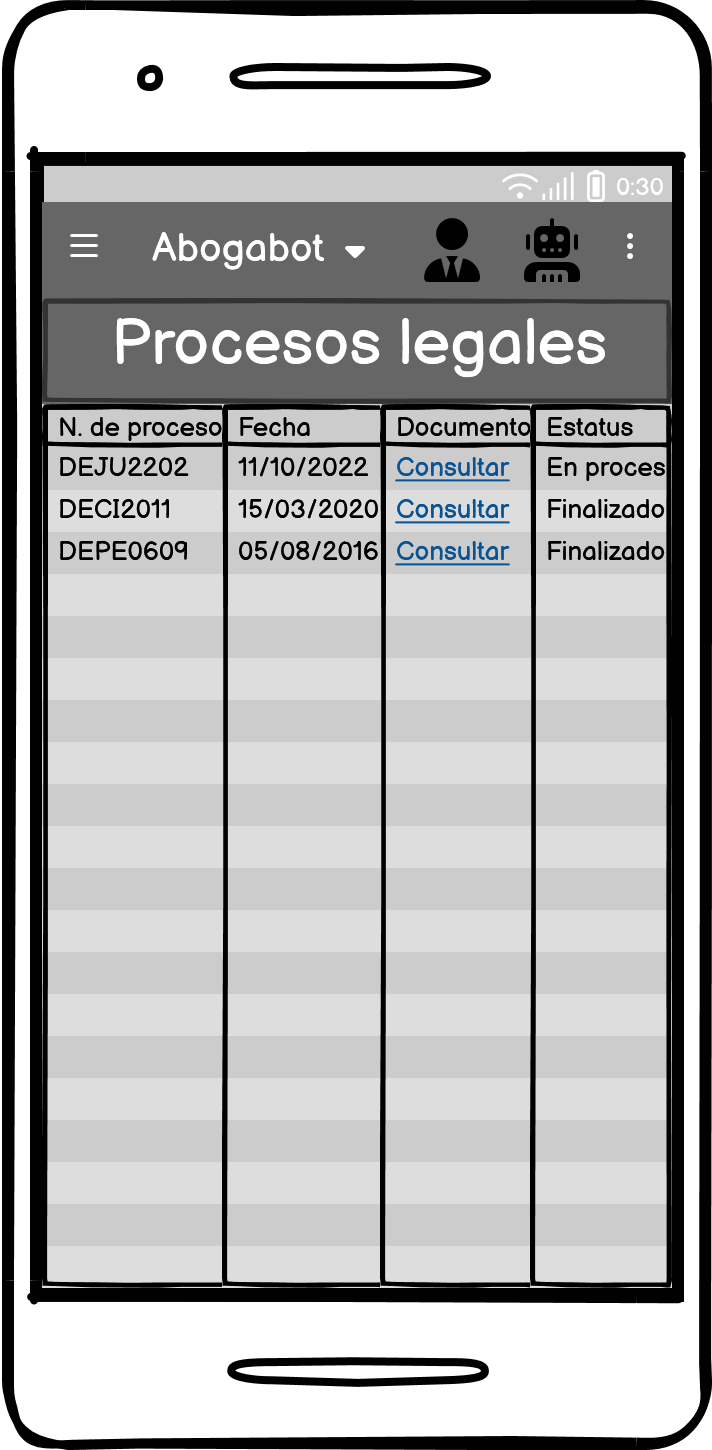 0:30
Abogabot
Procesos legales
N. de proceso Fecha Documento Estatus
DEJU2202 11/10/2022 Consultar En proces
DECI2011 15/03/2020 Consultar Finalizado
DEPE0609 05/08/2016 Consultar Finalizado